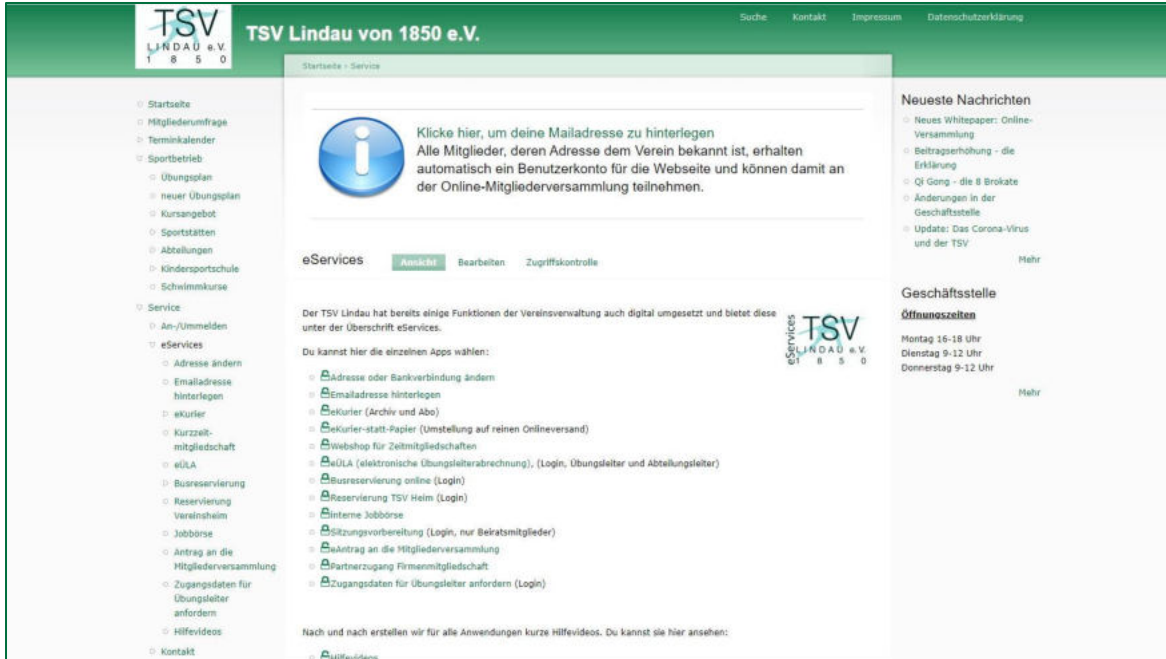 TSV
LINDAU e.V.
1 8 5 0
TSV Lindau von 1850 e.V.
Suche
Kontakt
Impressum
Datenschutzerklärung
Startseite › Service
Startseite
Mitgliederumfrage
Terminkalender
Sportbetrieb
Übungsplan
neuer Übungsplan
Kursangebot
Sportstätten
Abteilungen
Kindersportschule
Schwimmkurse
Service
An-/Ummelden
eServices
Adresse ändern
Emailadresse
hinterlegen
eKurier
Kurzzeit-
mitgliedschaft
eÜLA
Busreservierung
Reservierung
Vereinsheim
Jobbörse
Antrag an die
Mitgliederversammlung
Zugangsdaten für
Übungsleiter
anfordern
Hilfevideos
Kontakt
Klicke hier, um deine Mailadresse zu hinterlegen
Alle Mitglieder, deren Adresse dem Verein bekannt ist, erhalten
automatisch ein Benutzerkonto für die Webseite und können damit an
der Online-Mitgliederversammlung teilnehmen.
eServices
Ansicht
Bearbeiten
Zugriffskontrolle
Der TSV Lindau hat bereits einige Funktionen der Vereinsverwaltung auch digital umgesetzt und bietet diese
unter der Überschrift eServices.
eServices
TSV
LINDAU e.V.
1 8 5 0
Du kannst hier die einzelnen Apps wählen:
Adresse oder Bankverbindung ändern
Emailadresse hinterlegen
eKurier (Archiv und Abo)
eKurier-statt-Papier (Umstellung auf reinen Onlineversand)
Webshop für Zeitmitgliedschaften
eÜLA (elektronische Übungsleiterabrechnung), (Login, Übungsleiter und Abteilungsleiter)
Busreservierung online (Login)
Reservierung TSV Heim (Login)
interne Jobbörse
Sitzungsvorbereitung (Login, nur Beiratsmitglieder)
eAntrag an die Mitgliederversammlung
Partnerzugang Firmenmitgliedschaft
Zugangsdaten für Übungsleiter anfordern (Login)
Nach und nach erstellen wir für alle Anwendungen kurze Hilfevideos. Du kannst sie hier ansehen:
Hilfevideos
Neueste Nachrichten
Neues Whitepaper: Online-
Versammlung
Beitragserhöhung - die
Erklärung
Qi Gong - die 8 Brokate
Änderungen in der
Geschäftsstelle
Update: Das Corona-Virus
und der TSV
Mehr
Geschäftsstelle
Öffnungszeiten
Montag 16-18 Uhr
Dienstag 9-12 Uhr
Donnerstag 9-12 Uhr
Mehr